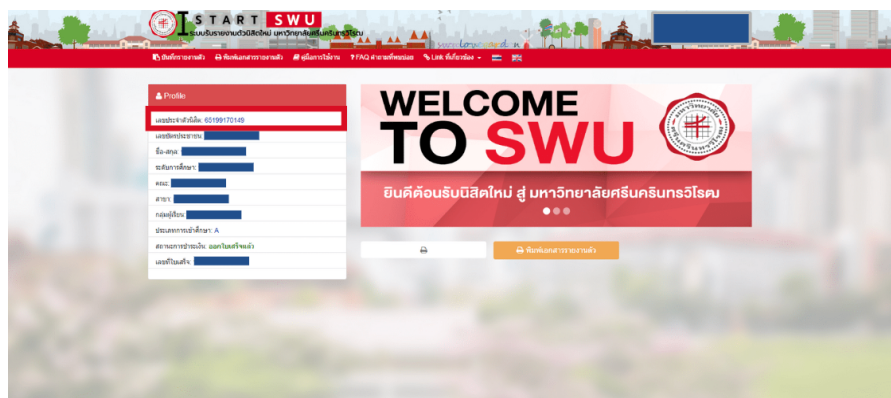 START SWU
ระบบรับรายงานตัวนิสิตใหม่ มหาวิทยาลัยศรีนครินทรวิโรฒ
บันทึกรายงานตัว พิมพ์เอกสารรายงานตัว คู่มือการใช้งาน ? FAQ คำถามที่พบบ่อย Link ที่เกี่ยวข้อง
Profile
เลขประจำตัวนิสิต: 65199170149
เลขบัตรประชาชน:
ชื่อ-สกุล:
ระดับการศึกษา:
คณะ:
สาขา:
กลุ่มผู้เรียน:
ประเภทการเข้าศึกษา: A
สถานะการชำระเงิน: ออกใบเสร็จแล้ว
เลขที่ใบเสร็จ:
WELCOME
TO SWU
ยินดีต้อนรับนิสิตใหม่ สู่ มหาวิทยาลัยศรีนครินทรวิโรฒ
พิมพ์เอกสารรายงานตัว